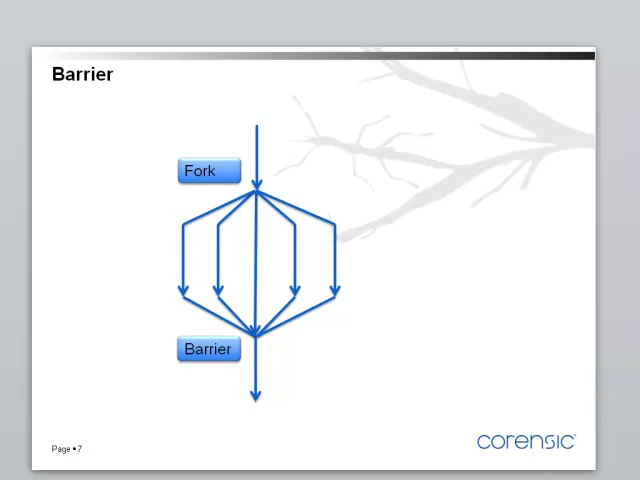 Barrier
Fork
Barrier
Page ▪ 7
corensic